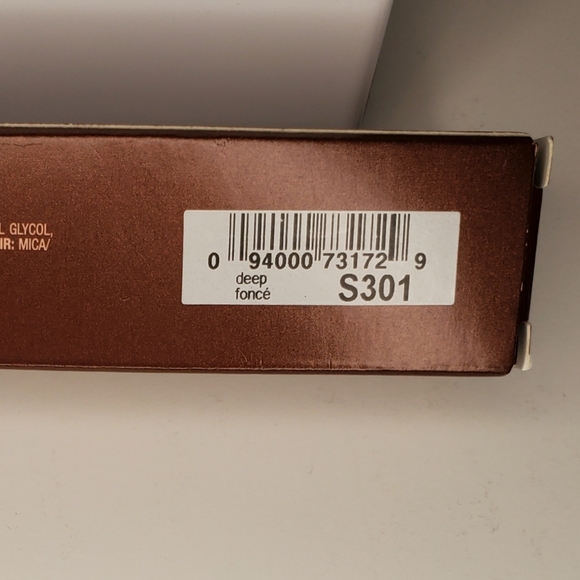 L GLYCOL,
IR: MICA/
0 94000 73172 9
deep
foncé
S301